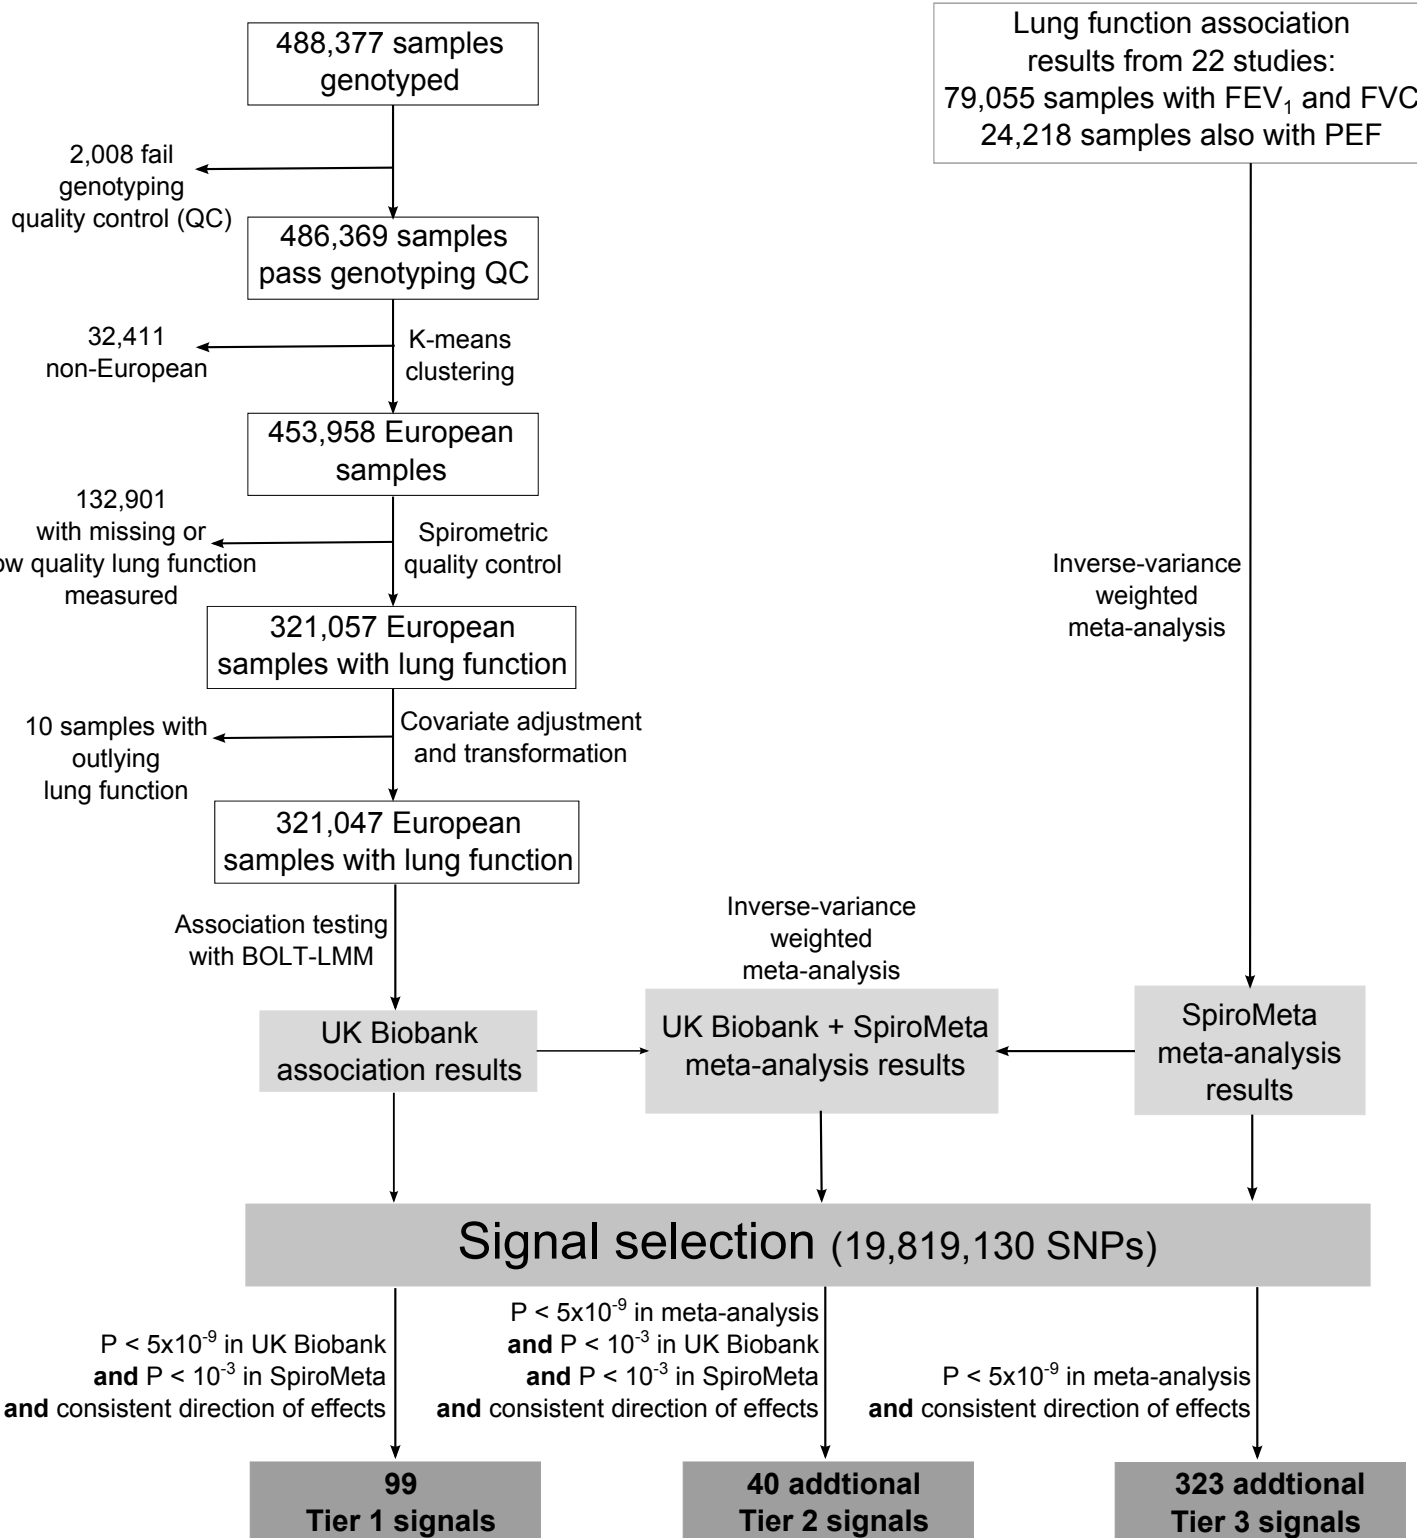 488,377 samples
genotyped
Lung function association
results from 22 studies:
79,055 samples with FEV₁ and FVC
24,218 samples also with PEF
2,008 fail
genotyping
quality control (QC)
486,369 samples
pass genotyping QC
32,411
non-European
K-means
clustering
453,958 European
samples
132,901
with missing or
ow quality lung function
measured
Spirometric
quality control
321,057 European
samples with lung function
10 samples with
outlying
lung function
Covariate adjustment
and transformation
321,047 European
samples with lung function
Inverse-variance
weighted
meta-analysis
Association testing
with BOLT-LMM
Inverse-variance
weighted
meta-analysis
UK Biobank
association results
UK Biobank + SpiroMeta
meta-analysis results
SpiroMeta
meta-analysis
results
Signal selection (19,819,130 SNPs)
P < 5x10⁻⁹ in UK Biobank
and P < 10⁻³ in SpiroMeta
and consistent direction of effects
P < 5x10⁻⁹ in meta-analysis
and P < 10⁻³ in UK Biobank
and P < 10⁻³ in SpiroMeta
and consistent direction of effects
P < 5x10⁻⁹ in meta-analysis
and consistent direction of effects
99
Tier 1 signals
40 addtional
Tier 2 signals
323 addtional
Tier 3 signals